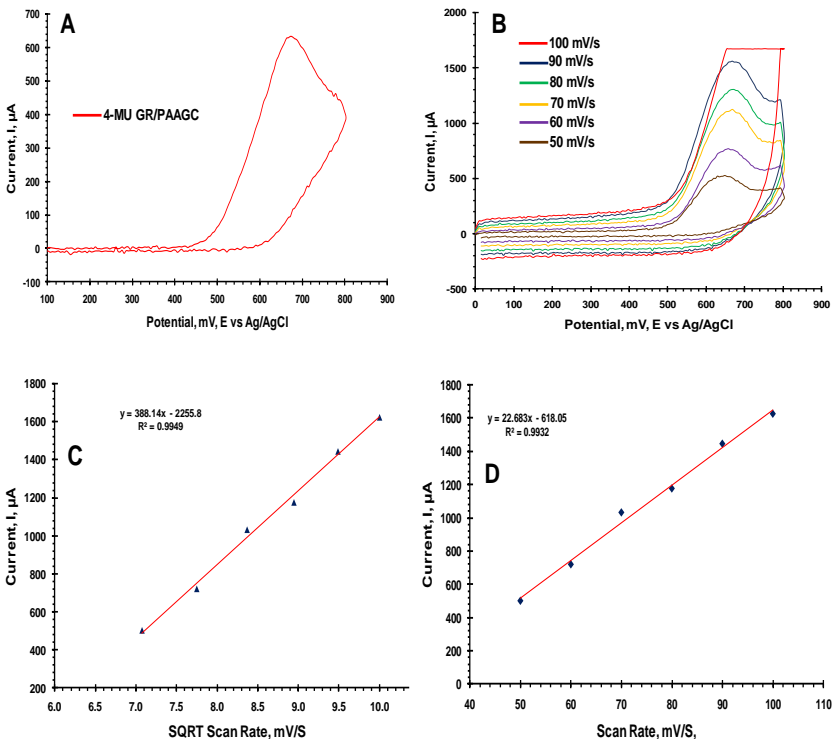 A
Current, I, µA
700
600
500
400
300
200
100
0
-100
4-MU GR/PAAGC
100 200 300 400 500 600 700 800 900
Potential, mV, E vs Ag/AgCl
B
Current, I, µA
2000
1500
1000
500
0
-500
100 mV/s
90 mV/s
80 mV/s
70 mV/s
60 mV/s
50 mV/s
0 100 200 300 400 500 600 700 800 900
Potential, mV, E vs Ag/AgCl
C
Current, I, µA
1800
1600
1400
1200
1000
800
600
400
200
y = 388.14x - 2255.8
R² = 0.9949
6.0 7.0 7.5 8.0 8.5 9.0 9.5 10.0
SQRT Scan Rate, mV/S
D
Current, I, µA
1800
1600
1400
1200
1000
800
600
400
200
0
y = 22.683x - 618.05
R² = 0.9932
40 50 60 70 80 90 100 110
Scan Rate, mV/S,